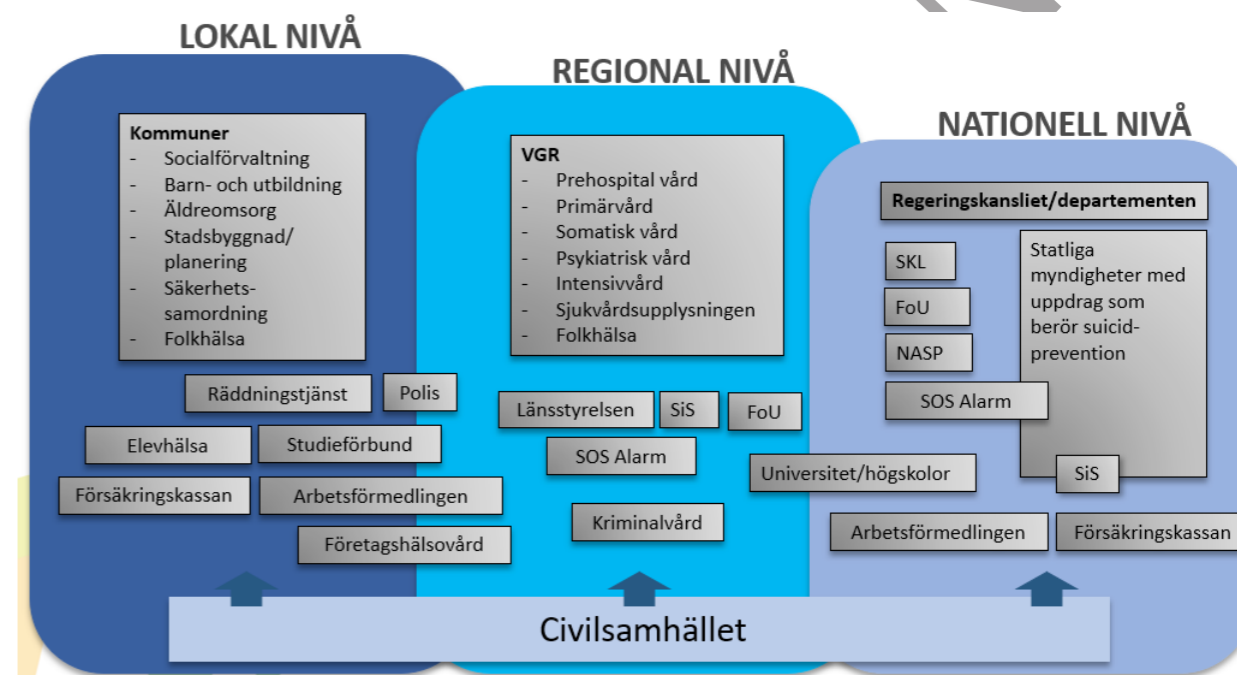 LOKAL NIVÅ
Kommuner
- Socialförvaltning
- Barn- och utbildning
- Äldreomsorg
- Stadsbyggnad/
planering
- Säkerhets-
samordning
- Folkhälsa
Räddningstjänst
Polis
Elevhälsa
Studieförbund
Försäkringskassan
Arbetsförmedlingen
Företagshälsovård
REGIONAL NIVÅ
VGR
- Prehospital vård
- Primärvård
- Somatisk vård
- Psykiatrisk vård
- Intensivvård
- Sjukvårdsupplysningen
- Folkhälsa
Länsstyrelsen
SiS
FoU
SOS Alarm
Universitet/högskolor
Kriminalvård
NATIONELL NIVÅ
Regeringskansliet/departementen
SKL
FoU
NASP
SOS Alarm
Statliga
myndigheter med
uppdrag som
berör suicid-
prevention
SiS
Arbetsförmedlingen
Försäkringskassan
Civilsamhället